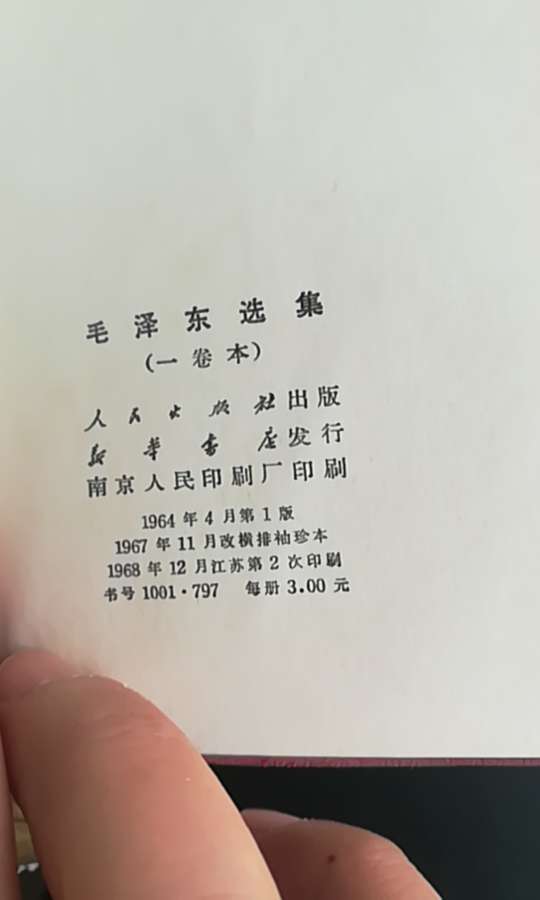 毛泽东选集
(一卷本)
人民出版社出版
新华书店发行
南京人民印刷厂印刷
1964年4月第1版
1967年11月改横排袖珍本
1968年12月江苏第2次印刷
书号1001·797 每册3.00元